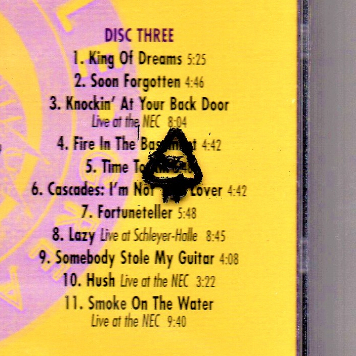 DISC THREE
1. King Of Dreams 5:25
2. Soon Forgotten 4:46
3. Knockin' At Your Back Door
Live at the NEC 8:04
4. Fire In The 4:42
5. Time To
6. Cascades: I'm Not Lover 4:42
7. Fortuneteller 5:48
8. Lazy Live at Schleyer-Halle 8:45
9. Somebody Stole My Guitar 4:08
10. Hush Live at the NEC 3:22
11. Smoke On The Water
Live at the NEC 9:40